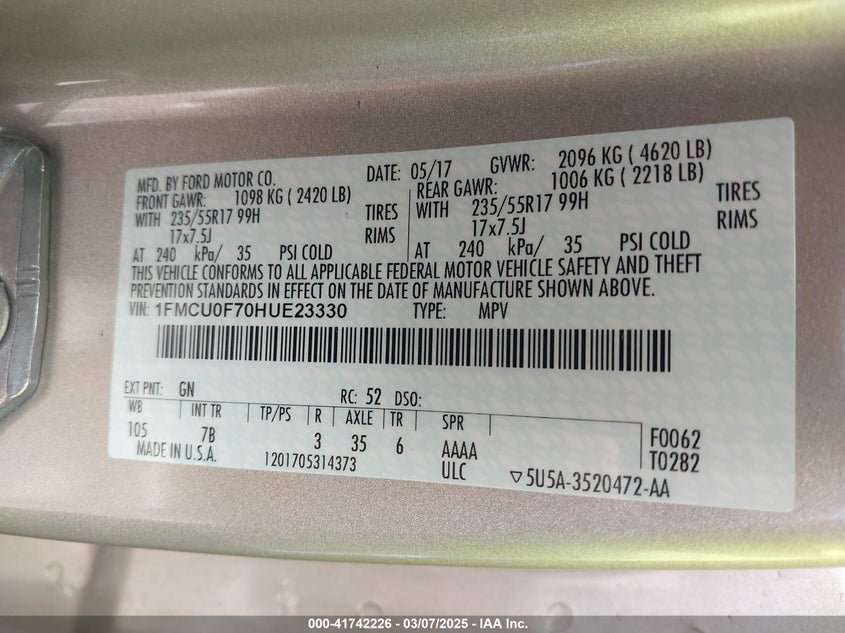 MFD. BY FORD MOTOR CO. DATE: 05/17 GVWR: 2096 KG ( 4620 LB)
FRONT GAWR: 1098 KG ( 2420 LB) REAR GAWR: 1006 KG ( 2218 LB)
WITH 235/55R17 99H TIRES WITH 235/55R17 99H TIRES
17x7.5J RIMS 17x7.5J RIMS
AT 240 kPa/ 35 PSI COLD AT 240 kPa/ 35 PSI COLD
THIS VEHICLE CONFORMS TO ALL APPLICABLE FEDERAL MOTOR VEHICLE SAFETY AND THEFT
PREVENTION STANDARDS IN EFFECT ON THE DATE OF MANUFACTURE SHOWN ABOVE.
VIN: 1FMCU0F70HUE23330 TYPE: MPV
EXT PNT: GN RC: 52 DSO:
WB INT TR TP/PS R AXLE TR SPR
105 7B 3 35 6 AAAA F0062
MADE IN U.S.A. 1201705314373 ULC T0282
▽5U5A-3520472-AA
000-41742226 - 03/07/2025 - IAA Inc.